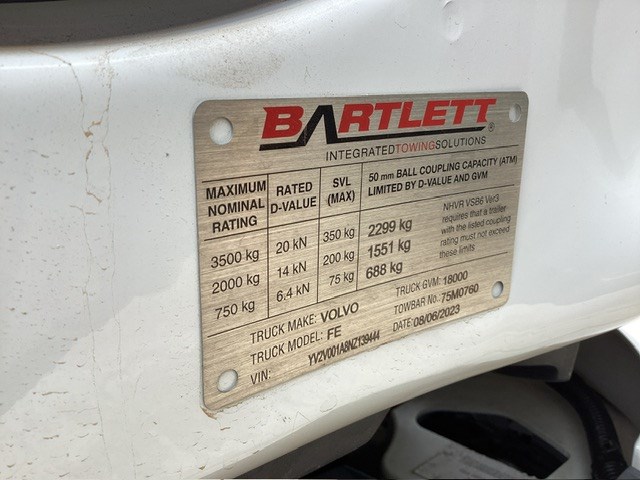 BARTLETT®
INTEGRATEDTOWINGSOLUTIONS
MAXIMUM NOMINAL RATING
RATED D-VALUE
SVL (MAX)
50 mm BALL COUPLING CAPACITY (ATM)
LIMITED BY D-VALUE AND GVM
3500 kg 20 kN 350 kg 2299 kg
2000 kg 14 kN 200 kg 1551 kg
750 kg 6.4 kN 75 kg 688 kg
NHVR VSB6 Ver3
requires that a trailer
with the listed coupling
rating must not exceed
these limits
TRUCK MAKE: VOLVO TRUCK GVM: 18000
TRUCK MODEL: FE TOWBAR No.: 75M0760
VIN: YV2V001A8NZ139444 DATE: 08/06/2023